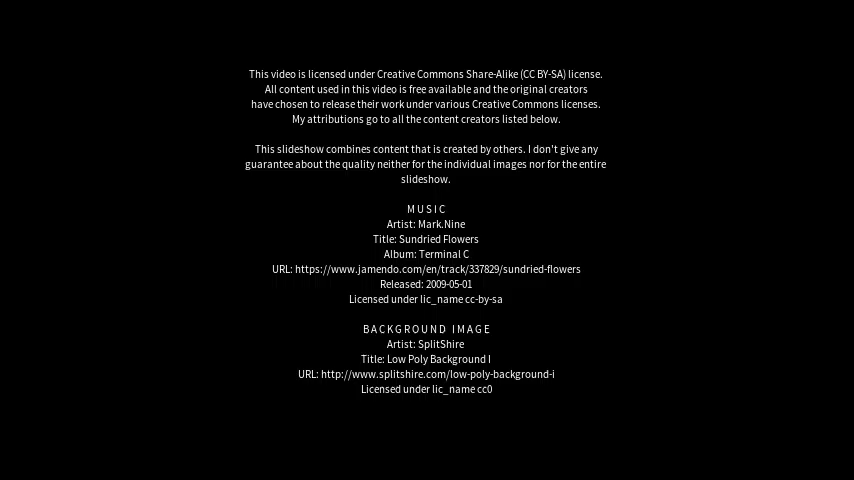 This video is licensed under Creative Commons Share-Alike (CC BY-SA) license.
All content used in this video is free available and the original creators
have chosen to release their work under various Creative Commons licenses.
My attributions go to all the content creators listed below.
This slideshow combines content that is created by others. I don't give any
guarantee about the quality neither for the individual images nor for the entire
slideshow.
MUSIC
Artist: Mark.Nine
Title: Sundried Flowers
Album: Terminal C
URL: https://www.jamendo.com/en/track/337829/sundried-flowers
Released: 2009-05-01
Licensed under lic_name cc-by-sa
BACKGROUND IMAGE
Artist: SplitShire
Title: Low Poly Background I
URL: http://www.splitshire.com/low-poly-background-i
Licensed under lic_name cc0